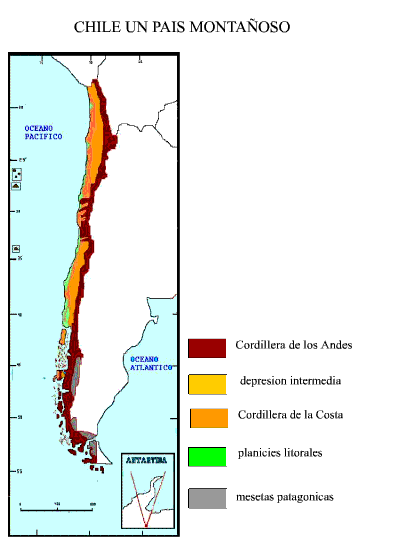 CHILE UN PAIS MONTAÑOSO
OCEANO
PACIFICO
OCEANO
ATLANTICO
Cordillera de los Andes
depresion intermedia
Cordillera de la Costa
planicies litorales
mesetas patagonicas
ANTARTIDA